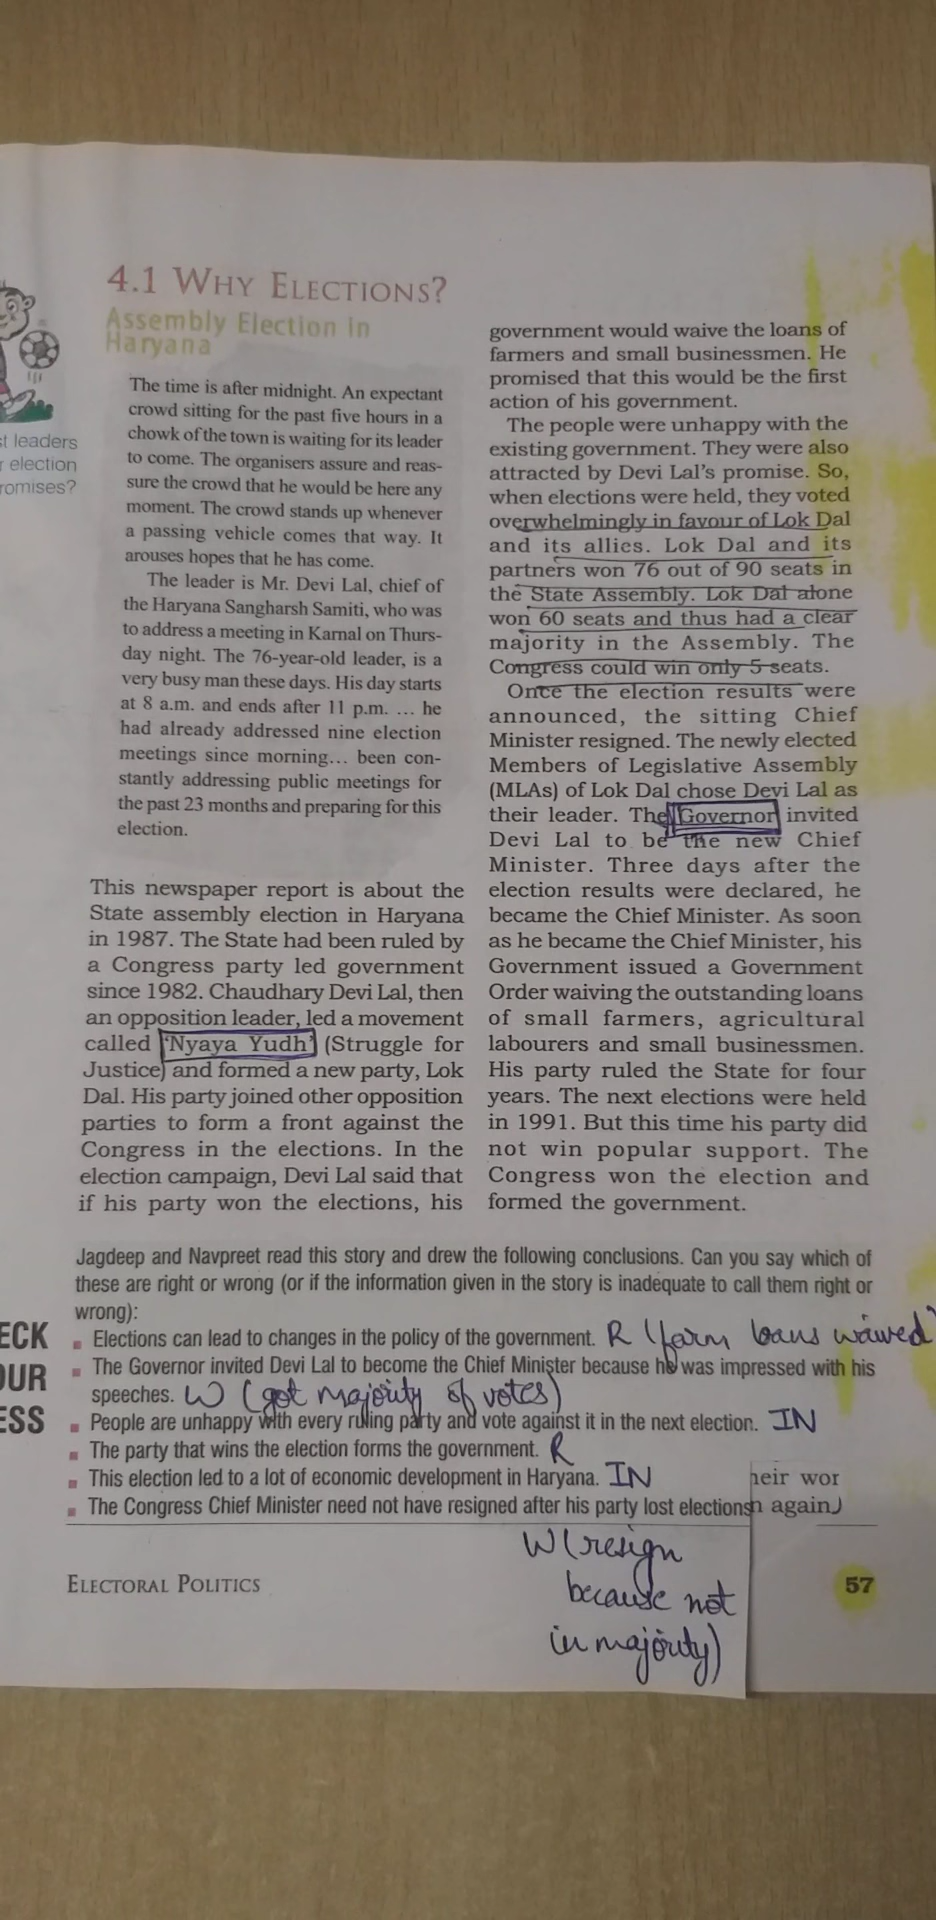 4.1 WHY ELECTIONS?
Assembly Election in
Haryana
The time is after midnight. An expectant
crowd sitting for the past five hours in a
chowk of the town is waiting for its leader
to come. The organisers assure and reas-
sure the crowd that he would be here any
moment. The crowd stands up whenever
a passing vehicle comes that way. It
arouses hopes that he has come.
The leader is Mr. Devi Lal, chief of
the Haryana Sangharsh Samiti, who was
to address a meeting in Karnal on Thurs-
day night. The 76-year-old leader, is a
very busy man these days. His day starts
at 8 a.m. and ends after 11 p.m. ... he
had already addressed nine election
meetings since morning... been con-
stantly addressing public meetings for
the past 23 months and preparing for this
election.
This newspaper report is about the
State assembly election in Haryana
in 1987. The State had been ruled by
a Congress party led government
since 1982. Chaudhary Devi Lal, then
an opposition leader, led a movement
called 'Nyaya Yudh' (Struggle for
Justice) and formed a new party, Lok
Dal. His party joined other opposition
parties to form a front against the
Congress in the elections. In the
election campaign, Devi Lal said that
if his party won the elections, his
government would waive the loans of
farmers and small businessmen. He
promised that this would be the first
action of his government.
The people were unhappy with the
existing government. They were also
attracted by Devi Lal's promise. So,
when elections were held, they voted
overwhelmingly in favour of Lok Dal
and its allies. Lok Dal and its
partners won 76 out of 90 seats in
the State Assembly. Lok Dal alone
won 60 seats and thus had a clear
majority in the Assembly. The
Congress could win only 5 seats.
Once the election results were
announced, the sitting Chief
Minister resigned. The newly elected
Members of Legislative Assembly
(MLAs) of Lok Dal chose Devi Lal as
their leader. The Governor invited
Devi Lal to be the new Chief
Minister. Three days after the
election results were declared, he
became the Chief Minister. As soon
as he became the Chief Minister, his
Government issued a Government
Order waiving the outstanding loans
of small farmers, agricultural
labourers and small businessmen.
His party ruled the State for four
years. The next elections were held
in 1991. But this time his party did
not win popular support. The
Congress won the election and
formed the government.
t leaders
r election
romises?
Jagdeep and Navpreet read this story and drew the following conclusions. Can you say which of
these are right or wrong (or if the information given in the story is inadequate to call them right or
wrong):
ECK
OUR
ESS
Elections can lead to changes in the policy of the government. R (farm loans waived)
The Governor invited Devi Lal to become the Chief Minister because he was impressed with his
speeches. W (got majority of votes)
People are unhappy with every ruling party and vote against it in the next election. IN
The party that wins the election forms the government. R
This election led to a lot of economic development in Haryana. IN
heir wor
The Congress Chief Minister need not have resigned after his party lost elections
n again
W (resign
because not
in majority)
ELECTORAL POLITICS
57